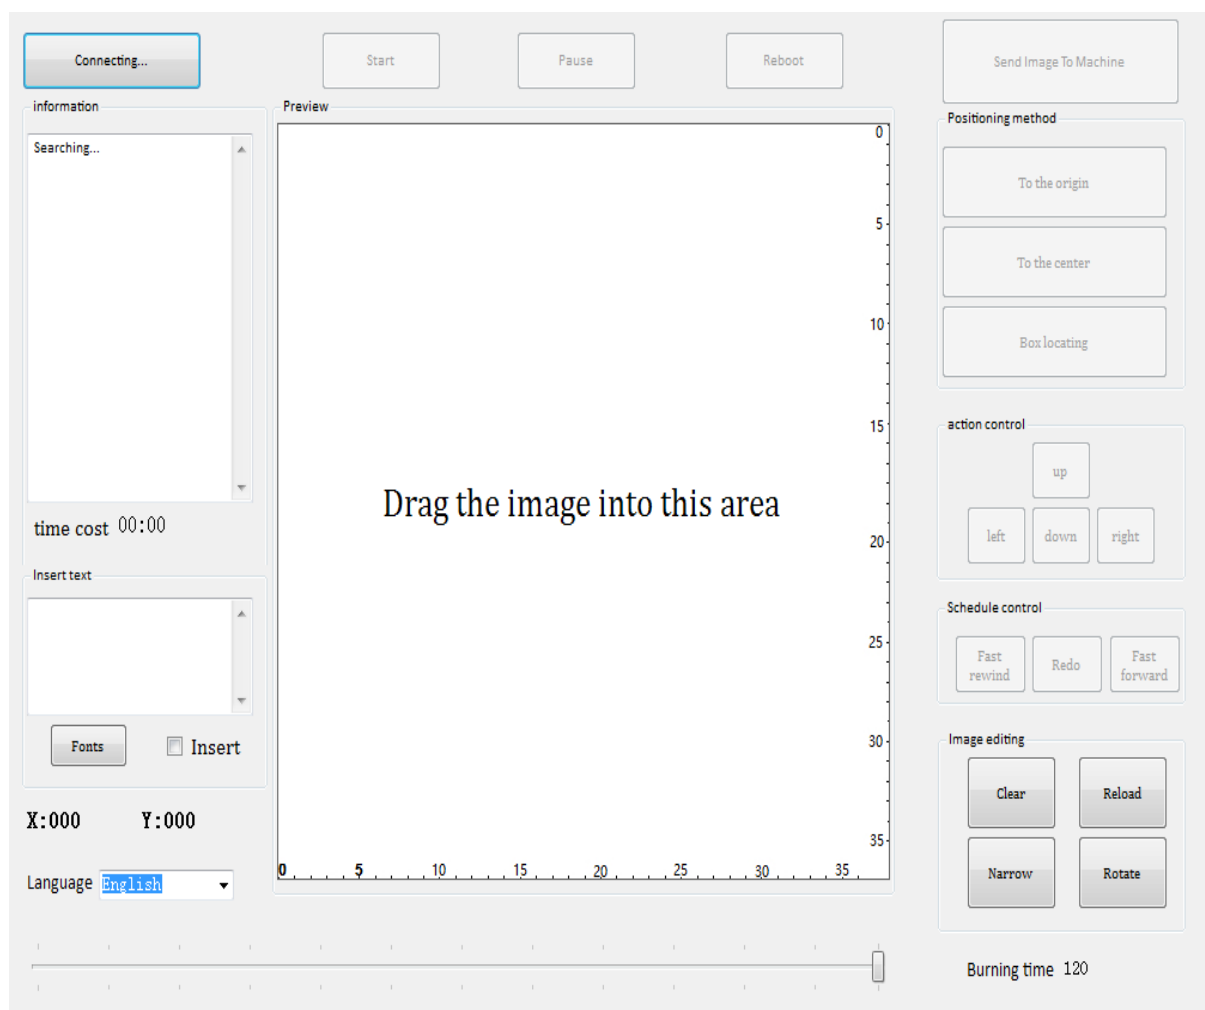 Connecting...
Start
Pause
Reboot
Send Image To Machine
information
Searching...
time cost 00:00
Insert text
Fonts
Insert
X:000 Y:000
Language English
Preview
0
5
10
15
20
25
30
35
Drag the image into this area
0 5 10 15 20 25 30 35
Positioning method
To the origin
To the center
Box locating
action control
up
left down right
Schedule control
Fast
rewind
Redo
Fast
forward
Image editing
Clear Reload
Narrow Rotate
Burning time 120